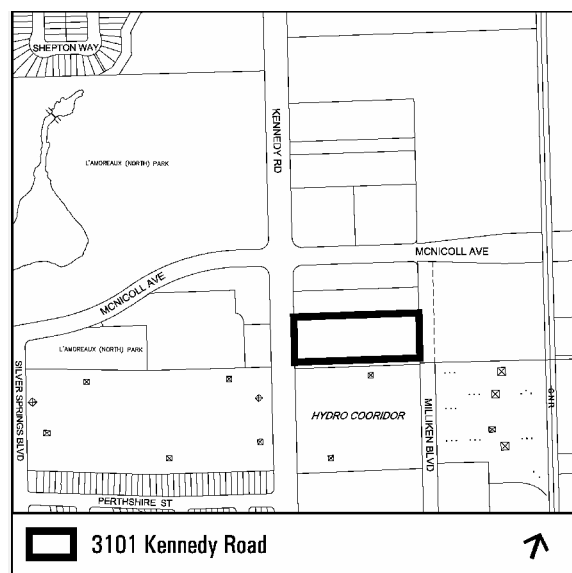 SHEPTON WAY
KENNEDY RD
L'AMOREAUX (NORTH) PARK
MCNICOLL AVE
MCNICOLL AVE
L'AMOREAUX (NORTH) PARK
SILVER SPRINGS BLVD
HYDRO COORIDOR
MILLIKEN BLVD
CNR
PERTHSHIRE ST
3101 Kennedy Road